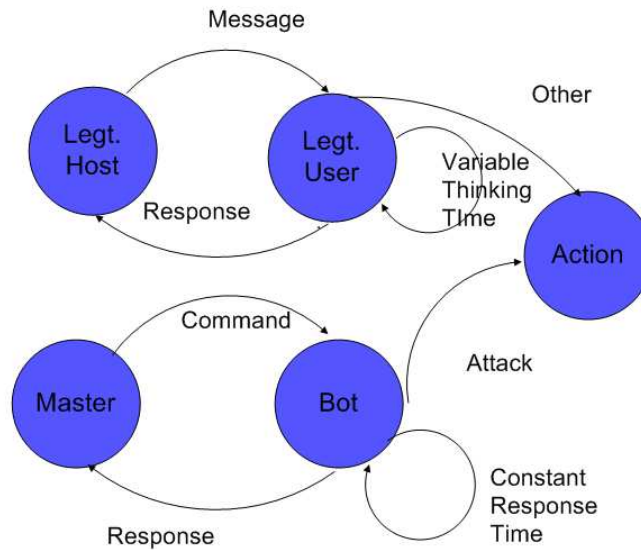 Message
Other
Legt.
Host
Legt.
User
Variable
Thinking
TIme
Response
Action
Command
Attack
Master
Bot
Constant
Response
Time
Response